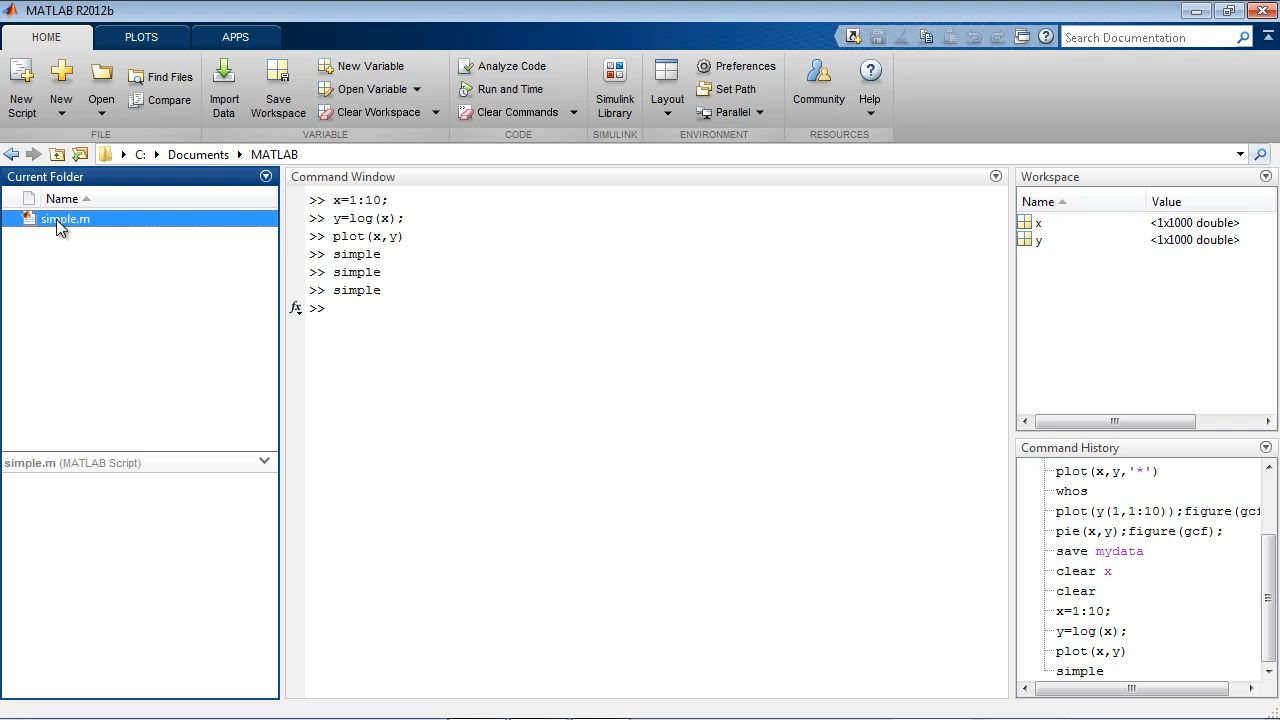 MATLAB R2012b
HOME PLOTS APPS
Search Documentation
New Script
New
Open
Find Files
Compare
Import Data
Save Workspace
New Variable
Open Variable
Clear Workspace
Analyze Code
Run and Time
Clear Commands
Simulink Library
Layout
Preferences
Set Path
Parallel
Community
Help
FILE VARIABLE CODE SIMULINK ENVIRONMENT RESOURCES
C: Documents MATLAB
Current Folder
Name
simple.m
simple.m (MATLAB Script)
Command Window
>> x=1:10;
>> y=log(x);
>> plot(x,y)
>> simple
>> simple
>> simple
fx >>
Workspace
Name Value
x <1x1000 double>
y <1x1000 double>
Command History
plot(x,y,'*')
whos
plot(y(1,1:10));figure(gcf
pie(x,y);figure(gcf);
save mydata
clear x
clear
x=1:10;
y=log(x);
plot(x,y)
simple